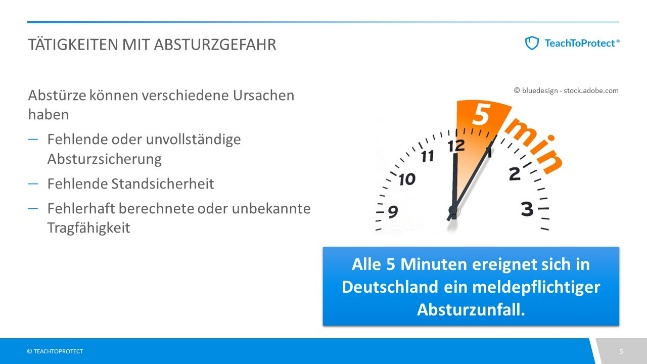 TÄTIGKEITEN MIT ABSTURZGEFAHR
TeachToProtect®
© bluedesign - stock.adobe.com
Abstürze können verschiedene Ursachen
haben
– Fehlende oder unvollständige
Absturzsicherung
– Fehlende Standsicherheit
– Fehlerhaft berechnete oder unbekannte
Tragfähigkeit
5 min
9 10 11 12 1 2 3
Alle 5 Minuten ereignet sich in
Deutschland ein meldepflichtiger
Absturzunfall.
© TEACHTOPROTECT
5